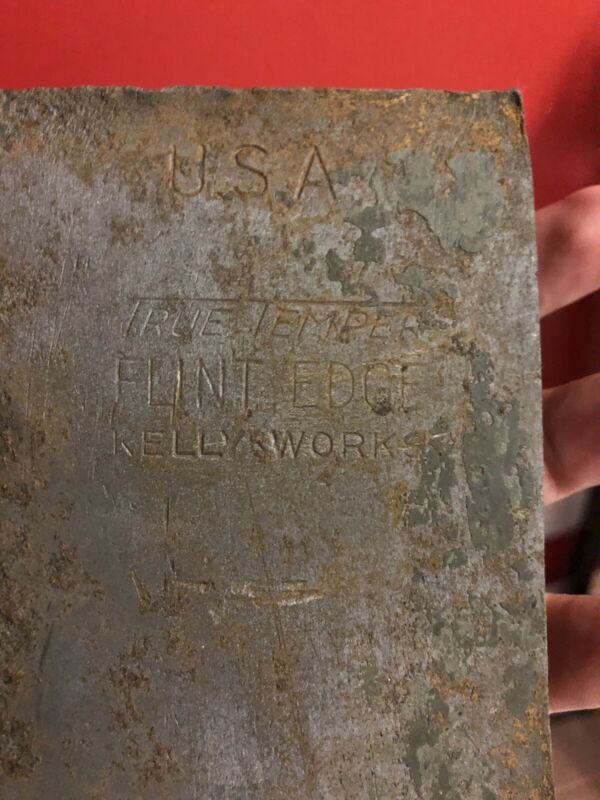 U.S.A
TRUE TEMPER
FLINT EDGE
KELLY WORKS